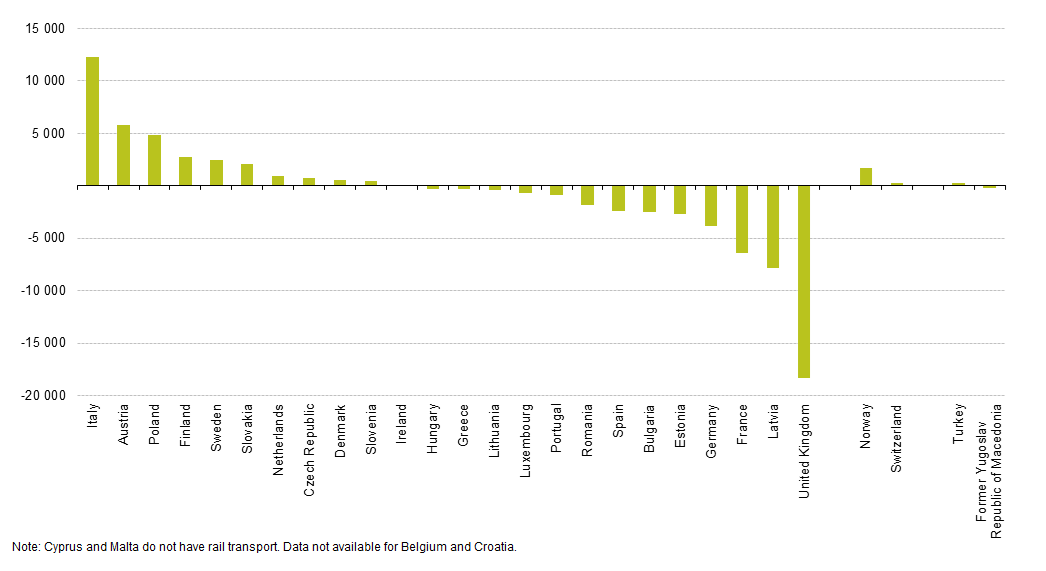 15 000
10 000
5 000
-5 000
-10 000
-15 000
-20 000
Italy
Austria
Poland
Finland
Sweden
Slovakia
Netherlands
Czech Republic
Denmark
Slovenia
Ireland
Hungary
Greece
Lithuania
Luxembourg
Portugal
Romania
Spain
Bulgaria
Estonia
Germany
France
Latvia
United Kingdom
Norway
Switzerland
Turkey
Former Yugoslav
Republic of Macedonia
Note: Cyprus and Malta do not have rail transport. Data not available for Belgium and Croatia.